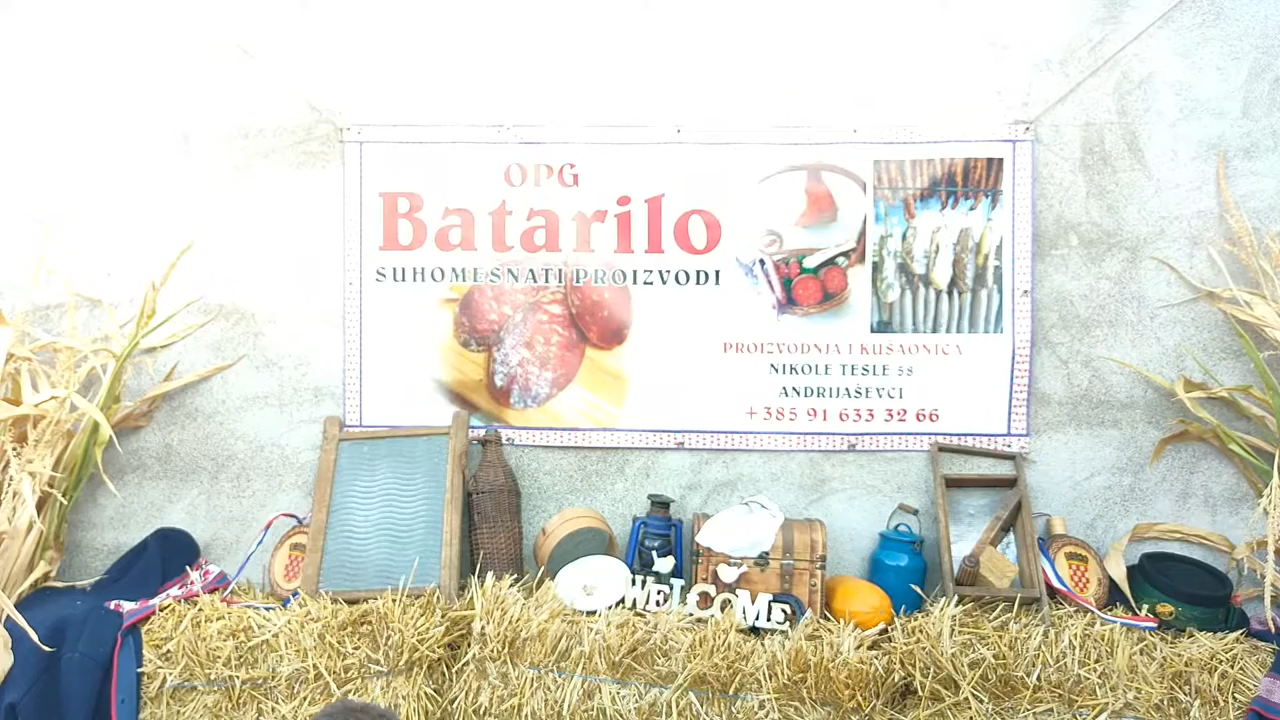 OPG
Batarilo
SUHOMESNATI PROIZVODI
PROIZVODNJA I KUŠAONICA
NIKOLE TESLE 58
ANDRIJAŠEVCI
+385 91 633 32 66
WELCOME